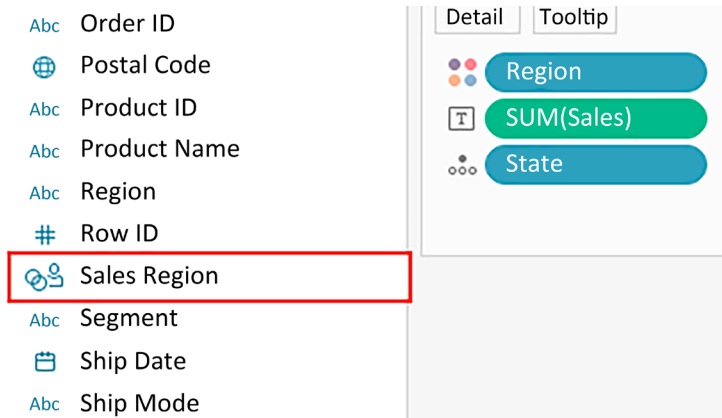 Abc Order ID
Postal Code
Abc Product ID
Abc Product Name
Abc Region
Row ID
Sales Region
Abc Segment
Ship Date
Abc Ship Mode
Detail Tooltip
Region
T SUM(Sales)
State